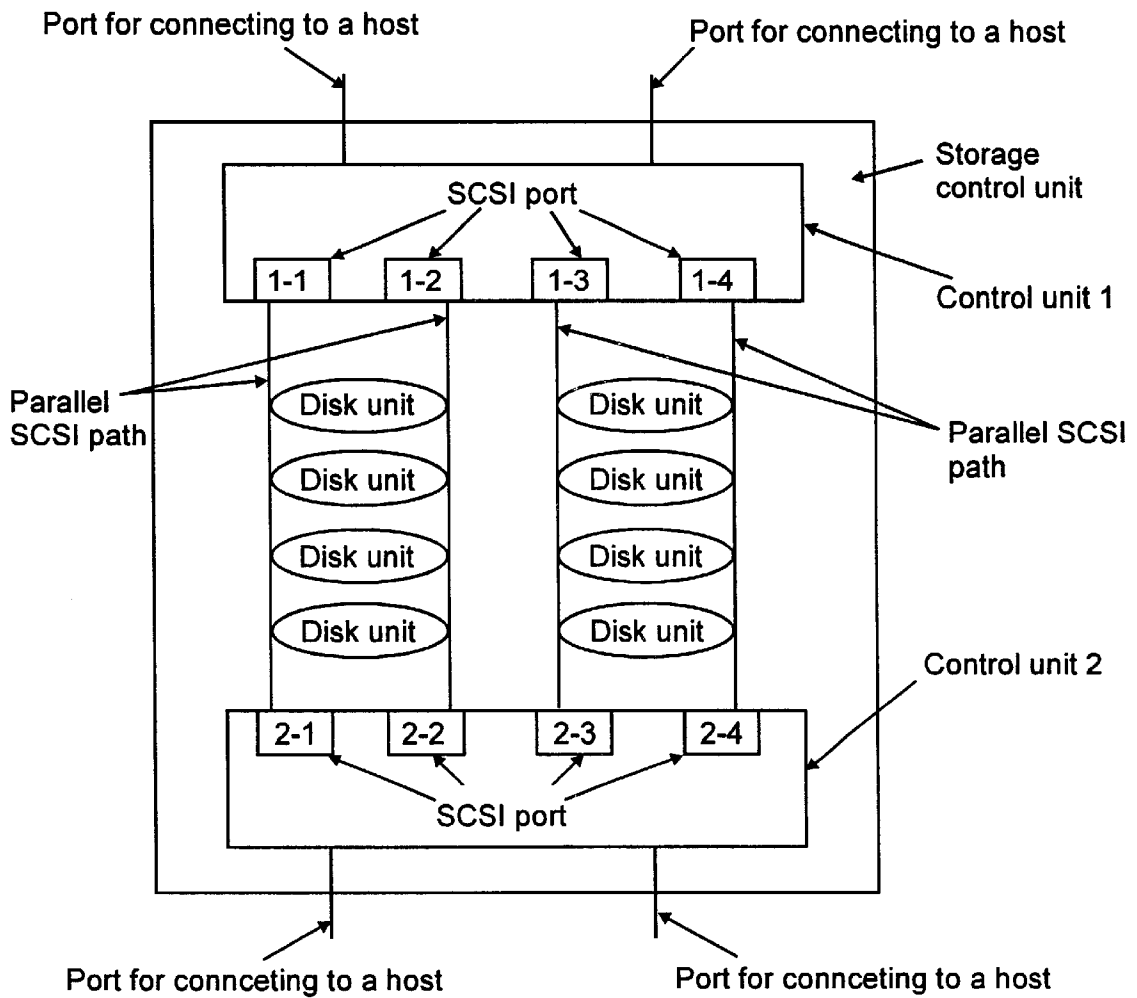 Port for connecting to a host
Port for connecting to a host
Storage
control unit
SCSI port
1-1
1-2
1-3
1-4
Control unit 1
Parallel
SCSI path
Disk unit
Disk unit
Parallel SCSI
path
Disk unit
Disk unit
Disk unit
Disk unit
Disk unit
Disk unit
Control unit 2
2-1
2-2
2-3
2-4
SCSI port
Port for connceting to a host
Port for connceting to a host